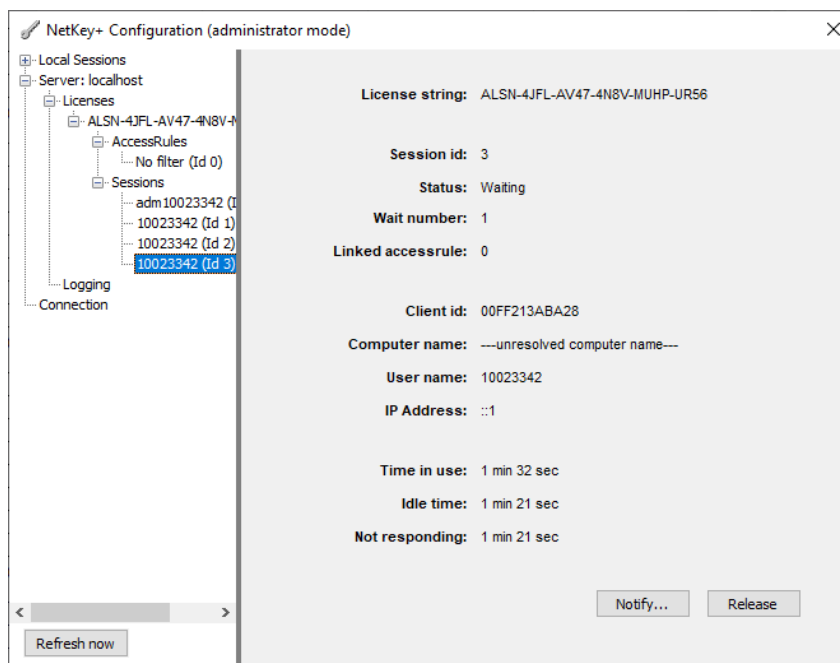 NetKey+ Configuration (administrator mode)
Local Sessions
Server: localhost
Licenses
ALSN-4JFL-AV47-4N8V-M
AccessRules
No filter (Id 0)
Sessions
adm10023342 (I
10023342 (Id 1)
10023342 (Id 2)
10023342 (Id 3)
Logging
Connection
Refresh now
License string: ALSN-4JFL-AV47-4N8V-MUHP-UR56
Session id: 3
Status: Waiting
Wait number: 1
Linked accessrule: 0
Client id: 00FF213ABA28
Computer name: ---unresolved computer name---
User name: 10023342
IP Address: ::1
Time in use: 1 min 32 sec
Idle time: 1 min 21 sec
Not responding: 1 min 21 sec
Notify... Release